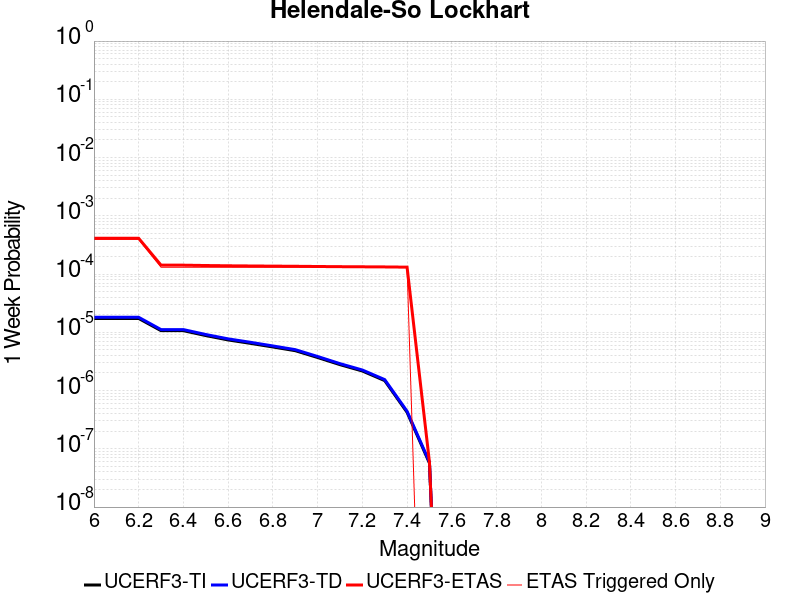 Helendale-So Lockhart
10^0
10^-1
10^-2
10^-3
10^-4
10^-5
10^-6
10^-7
10^-8
1 Week Probability
6 6.2 6.4 6.6 6.8 7 7.2 7.4 7.6 7.8 8 8.2 8.4 8.6 8.8 9
Magnitude
UCERF3-TI UCERF3-TD UCERF3-ETAS ETAS Triggered Only